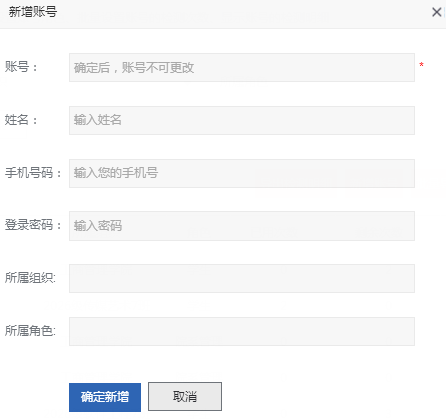 新增账号 ×
账号： 确定后，账号不可更改 *
姓名： 输入姓名
手机号码： 输入您的手机号
登录密码： 输入密码
所属组织:
所属角色:
确定新增 取消